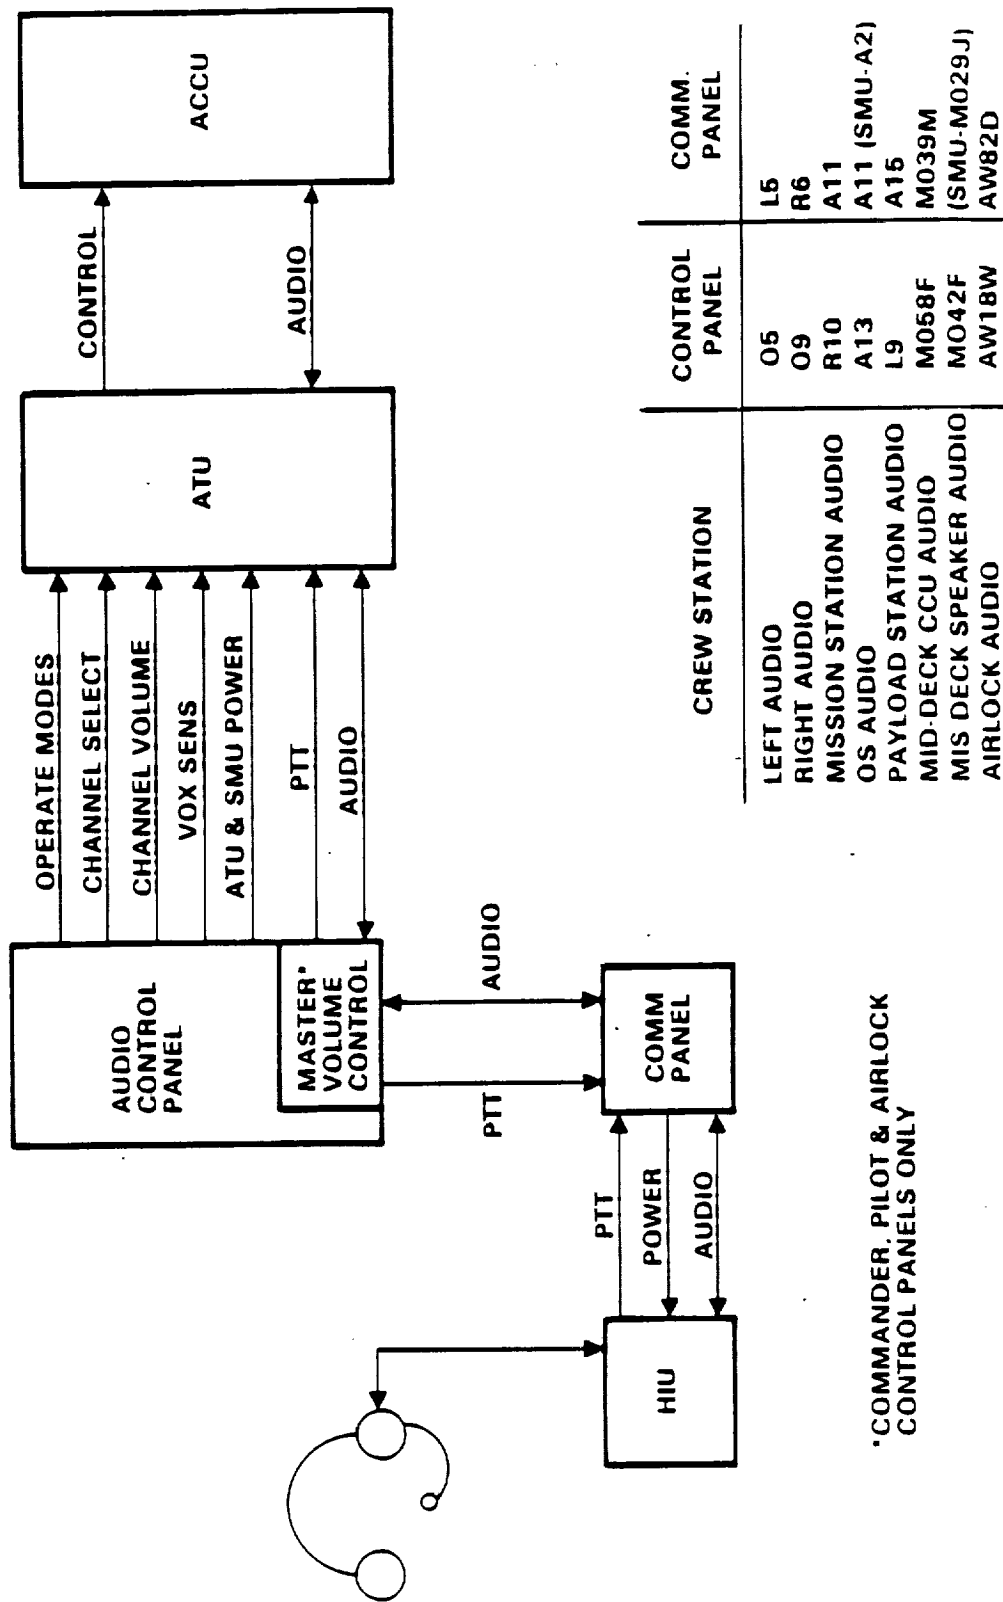 OPERATE MODES
CHANNEL SELECT
CHANNEL VOLUME
VOX SENS
ATU & SMU POWER
PTT
AUDIO
AUDIO
CONTROL
PANEL
MASTER*
VOLUME
CONTROL
ATU
CONTROL
AUDIO
ACCU
PTT
AUDIO
HIU
PTT
POWER
AUDIO
COMM
PANEL
CREW STATION
CONTROL
PANEL
COMM.
PANEL
LEFT AUDIO O5 L5
RIGHT AUDIO O9 R6
MISSION STATION AUDIO R10 A11
OS AUDIO A13 A11 (SMU-A2)
PAYLOAD STATION AUDIO L9 A15
MID-DECK CCU AUDIO M058F M039M
MIS DECK SPEAKER AUDIO MO42F (SMU-M029J)
AIRLOCK AUDIO AW18W AW82D
*COMMANDER, PILOT & AIRLOCK
CONTROL PANELS ONLY